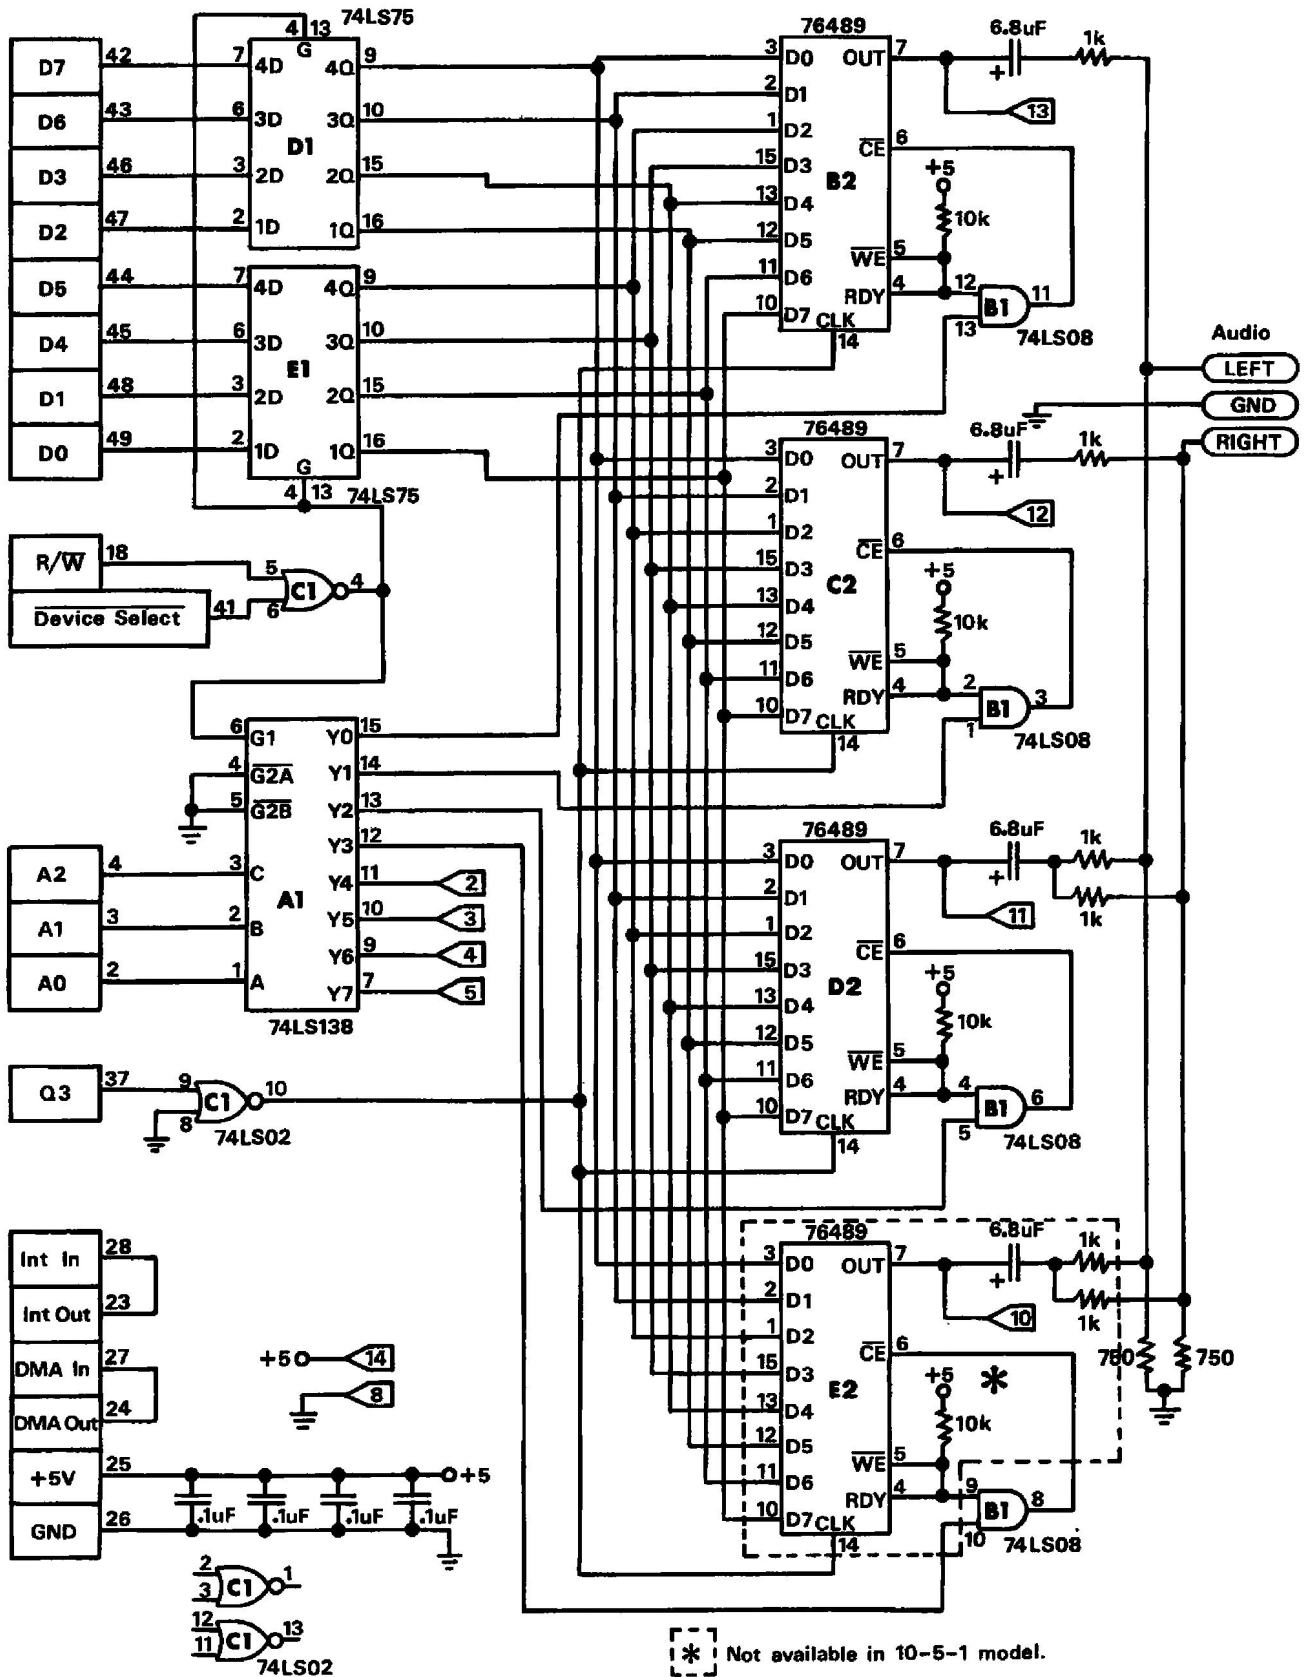 74LS75
4 13
G
D7 42 7 4D 4Q 9
D6 43 6 3D 3Q 10
D1
D3 46 3 2D 2Q 15
D2 47 2 1D 1Q 16
D5 44 7 4D 4Q 9
D4 45 6 3D 3Q 10
E1
D1 48 3 2D 2Q 15
D0 49 2 1D 1Q 16
G
4 13
74LS75
R/W 18 5
C1 4
Device Select 41 6
6 G1 Y0 15
4 G2A Y1 14
5 G2B Y2 13
Y3 12
A2 4 3 C Y4 11 2
A1
A1 3 2 B Y5 10 3
Y6 9 4
A0 2 1 A Y7 7 5
74LS138
Q3 37 9 C1 10
8
74LS02
Int In 28
Int Out 23
DMA In 27
DMA Out 24
+5 14
8
+5V 25 +5
.1uF .1uF .1uF .1uF
GND 26
2 C1 1
3
12 C1 13
11
74LS02
76489
3 D0 OUT 7 6.8uF 1k
+
13
2 D1
1 D2
CE 6
15 D3
B2
+5
13 D4
10k
12 D5
WE 5
11 D6
RDY 4 12 B1 11
10 D7 CLK 13
14 74LS08
Audio
LEFT
GND
RIGHT
76489
3 D0 OUT 7 6.8uF 1k
+
12
2 D1
1 D2
CE 6
15 D3
C2
+5
13 D4
10k
12 D5
WE 5
11 D6
RDY 4 2 B1 3
10 D7 CLK 1
14 74LS08
76489
3 D0 OUT 7 6.8uF 1k
+
1k
11
2 D1
1 D2
CE 6
15 D3
D2
+5
13 D4
10k
12 D5
WE 5
11 D6
RDY 4 4 B1 6
10 D7 CLK 5
14 74LS08
76489
3 D0 OUT 7 6.8uF 1k
+
1k
10
2 D1
1 D2
CE 6
750 750
15 D3
E2
+5 *
13 D4
10k
12 D5
WE 5
11 D6
RDY 4 9 B1 8
10 D7 CLK 10
14 74LS08
* Not available in 10-5-1 model.